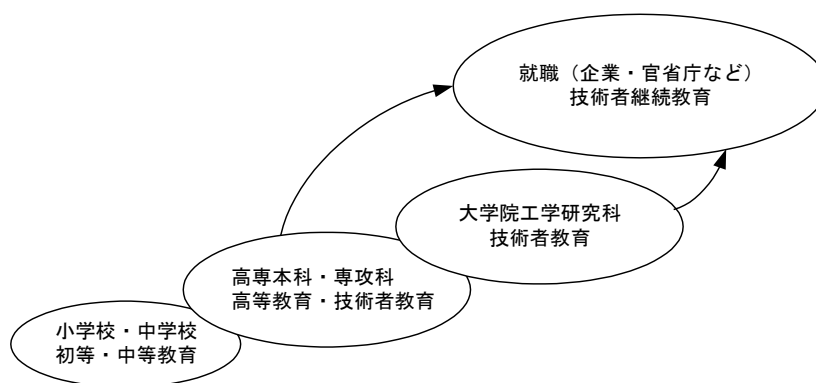 就職（企業・官省庁など）
技術者継続教育
大学院工学研究科
技術者教育
高専本科・専攻科
高等教育・技術者教育
小学校・中学校
初等・中等教育